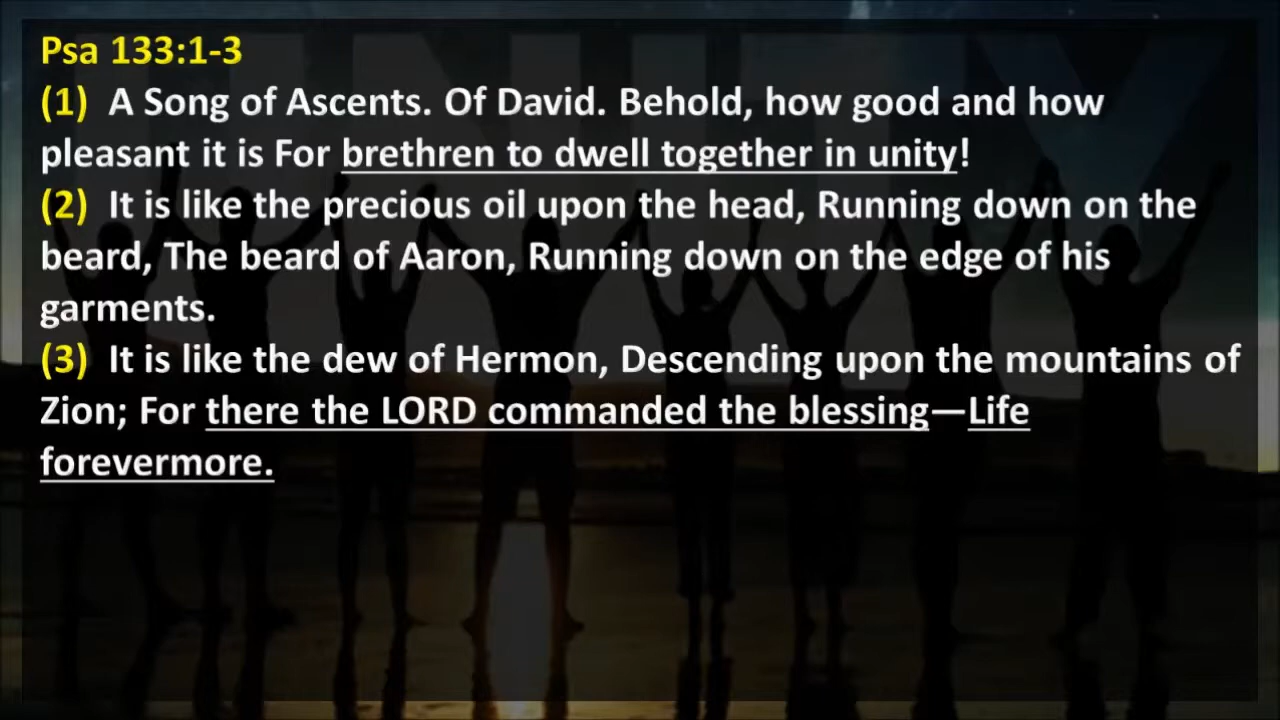 UNITY
Psa 133:1-3
(1) A Song of Ascents. Of David. Behold, how good and how
pleasant it is For brethren to dwell together in unity!
(2) It is like the precious oil upon the head, Running down on the
beard, The beard of Aaron, Running down on the edge of his
garments.
(3) It is like the dew of Hermon, Descending upon the mountains of
Zion; For there the LORD commanded the blessing—Life
forevermore.